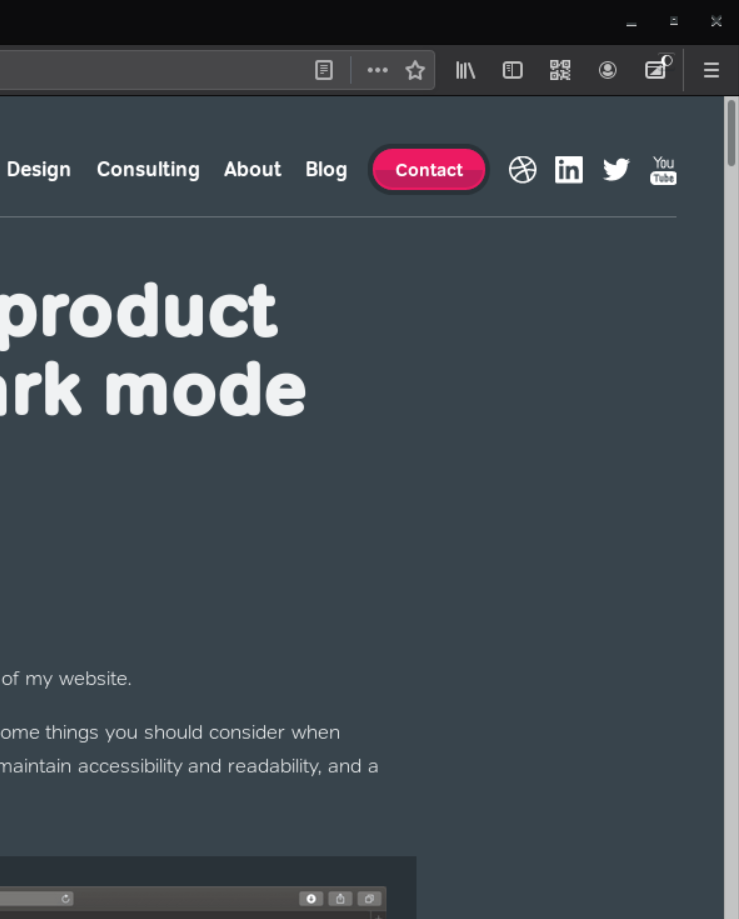 Design Consulting About Blog Contact You Tube
product
ark mode
of my website.
ome things you should consider when
maintain accessibility and readability, and a